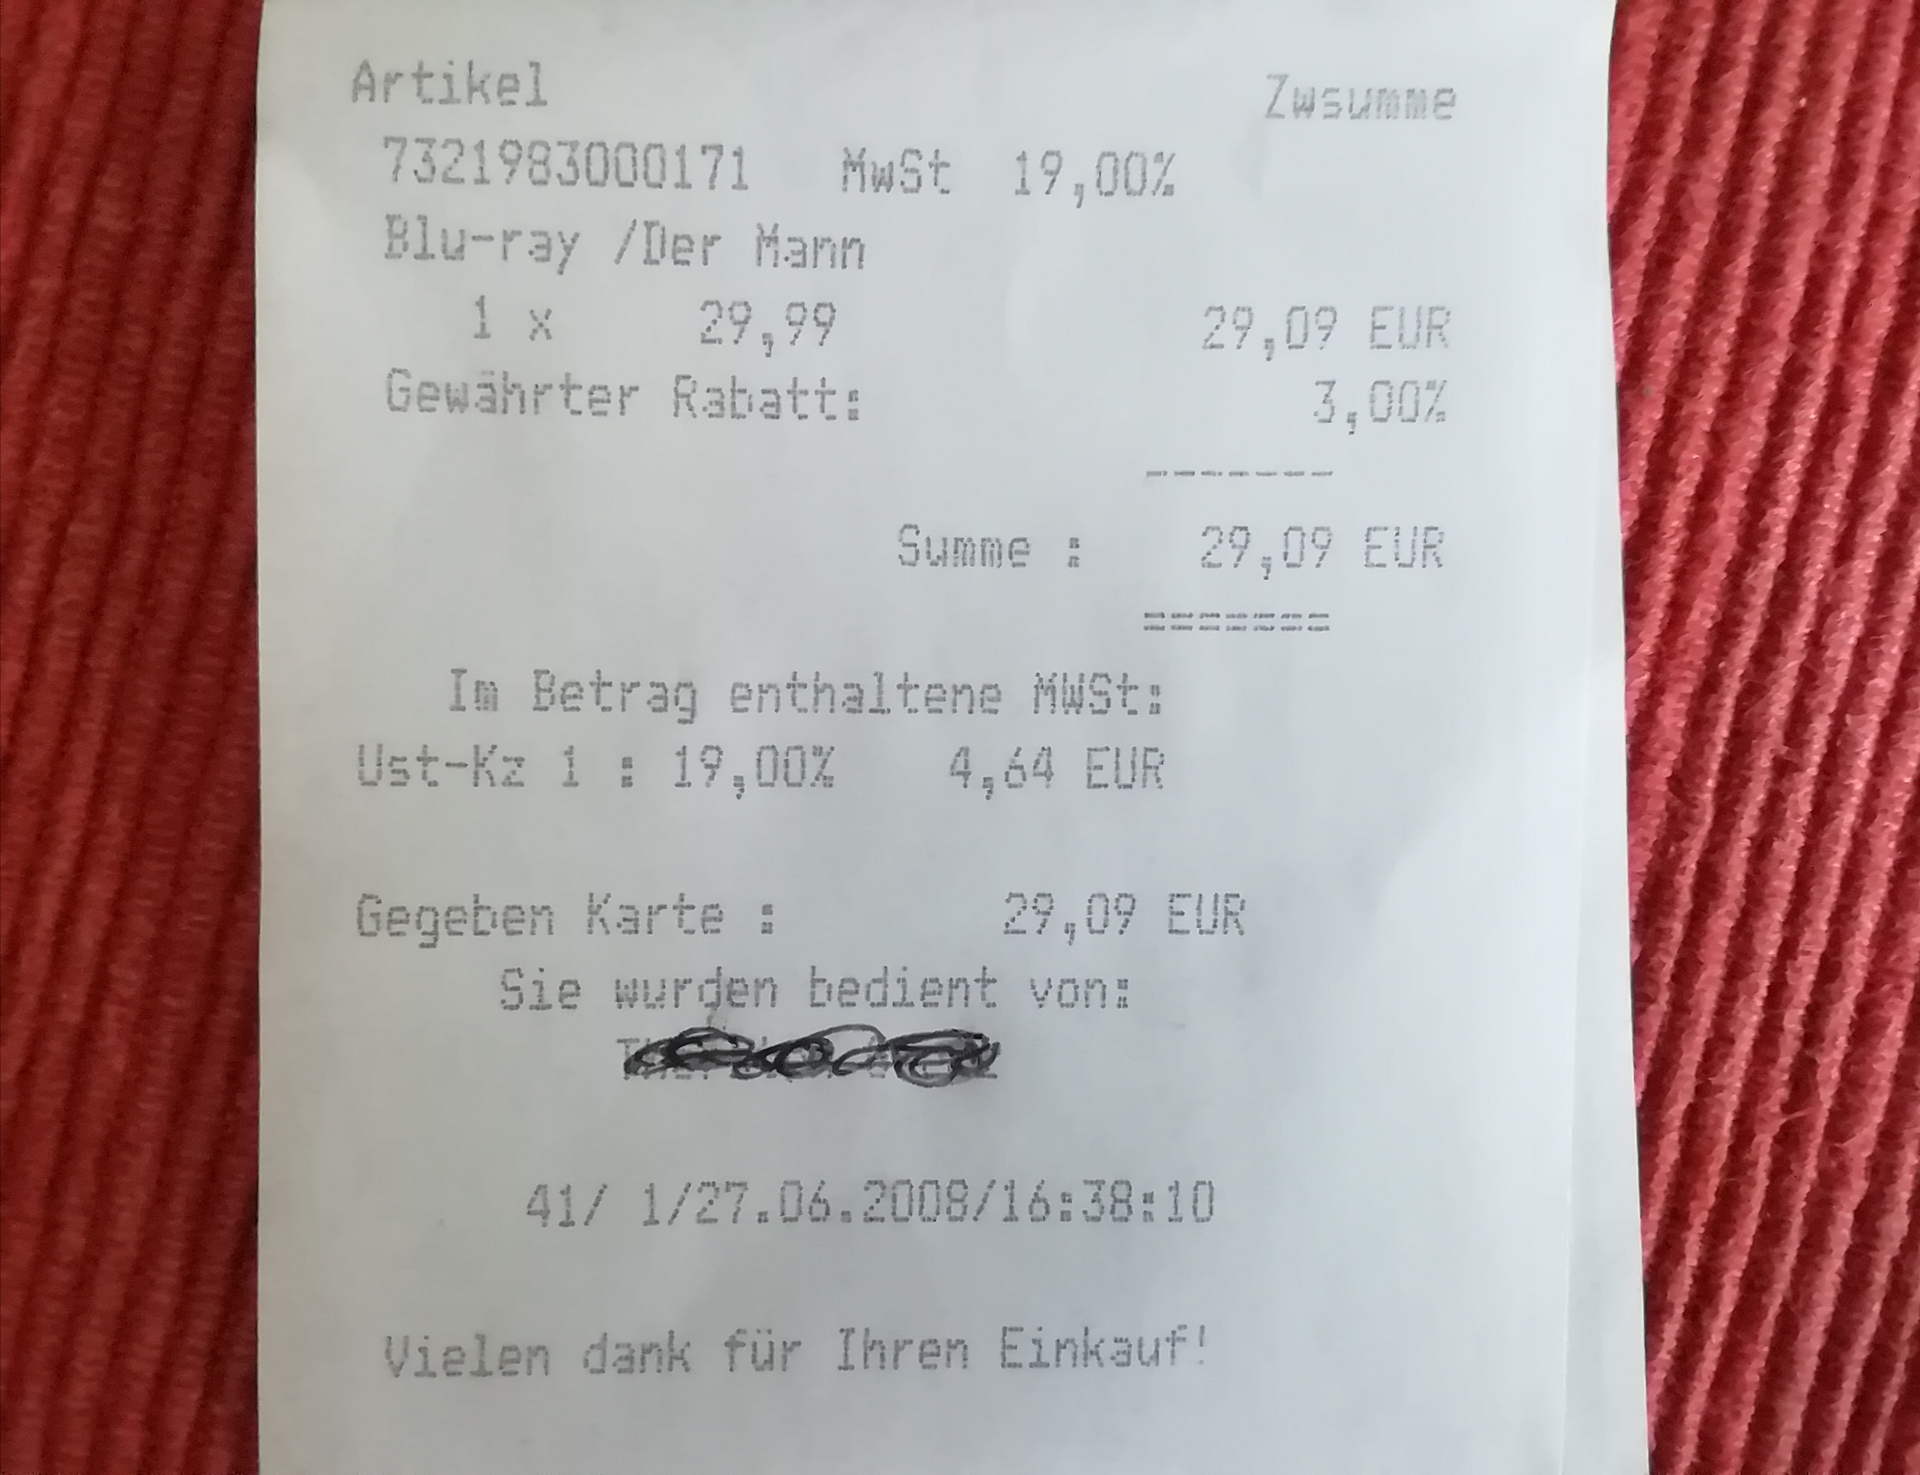 Artikel Zwsumme
7321983000171 MwSt 19,00%
Blu-ray /Der Mann
1 x 29,99 29,09 EUR
Gewährter Rabatt: 3,00%
-------
Summe : 29,09 EUR
=======
Im Betrag enthaltene MWSt:
Ust-Kz 1 : 19,00% 4,64 EUR
Gegeben Karte : 29,09 EUR
Sie wurden bedient von:
41/ 1/27.06.2008/16:38:10
Vielen dank für Ihren Einkauf!